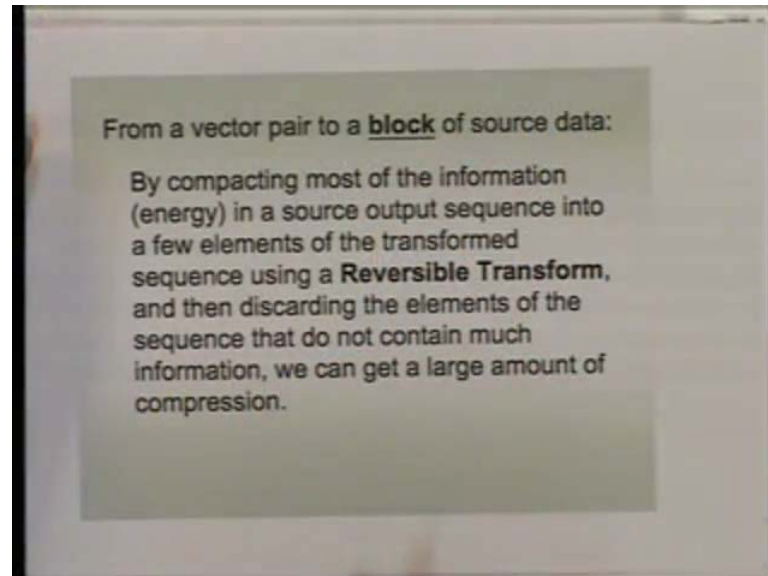 From a vector pair to a block of source data:
By compacting most of the information
(energy) in a source output sequence into
a few elements of the transformed
sequence using a Reversible Transform,
and then discarding the elements of the
sequence that do not contain much
information, we can get a large amount of
compression.